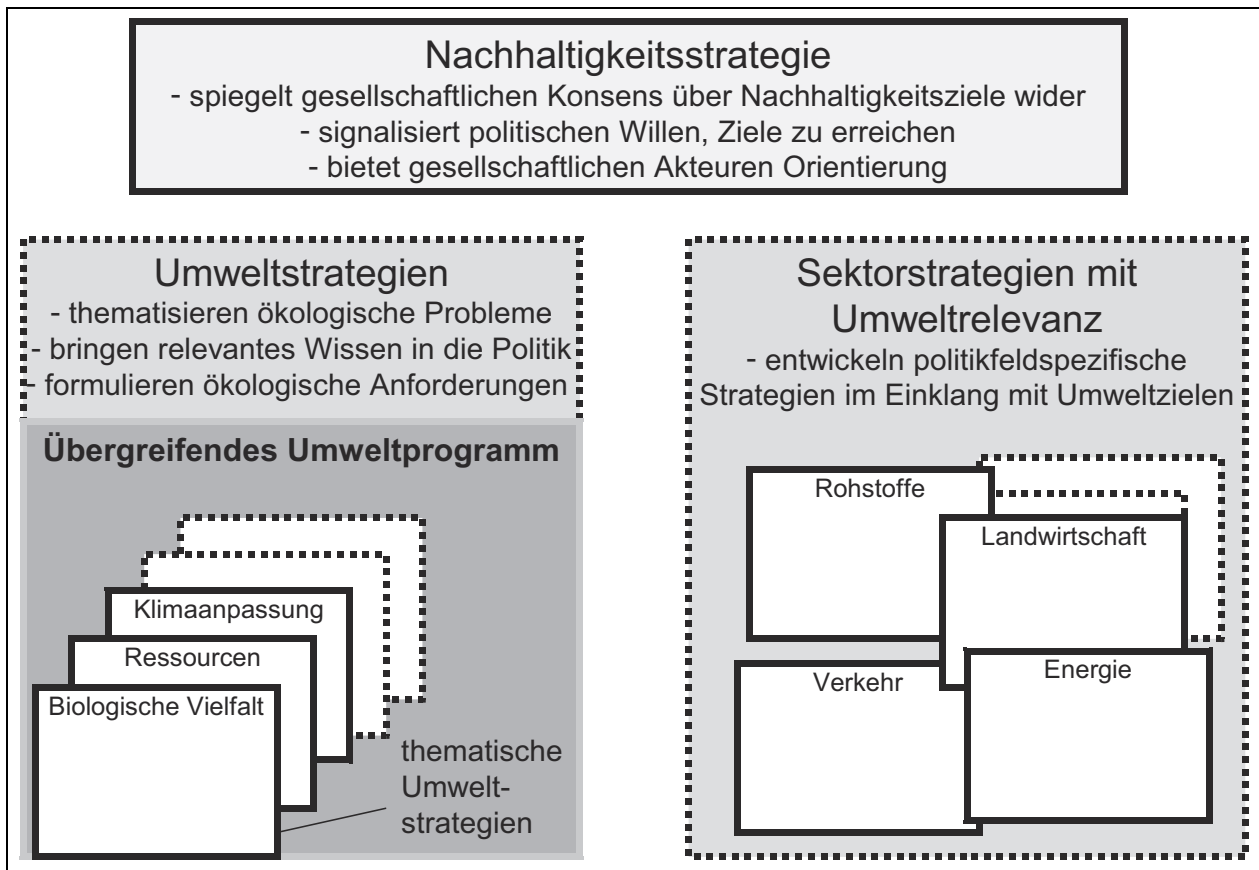 Nachhaltigkeitsstrategie
- spiegelt gesellschaftlichen Konsens über Nachhaltigkeitsziele wider
- signalisiert politischen Willen, Ziele zu erreichen
- bietet gesellschaftlichen Akteuren Orientierung
Umweltstrategien
- thematisieren ökologische Probleme
- bringen relevantes Wissen in die Politik
- formulieren ökologische Anforderungen
Übergreifendes Umweltprogramm
Klimaanpassung
Ressourcen
Biologische Vielfalt
thematische
Umwelt-
strategien
Sektorstrategien mit
Umweltrelevanz
- entwickeln politikfeldspezifische
Strategien im Einklang mit Umweltzielen
Rohstoffe
Landwirtschaft
Verkehr
Energie